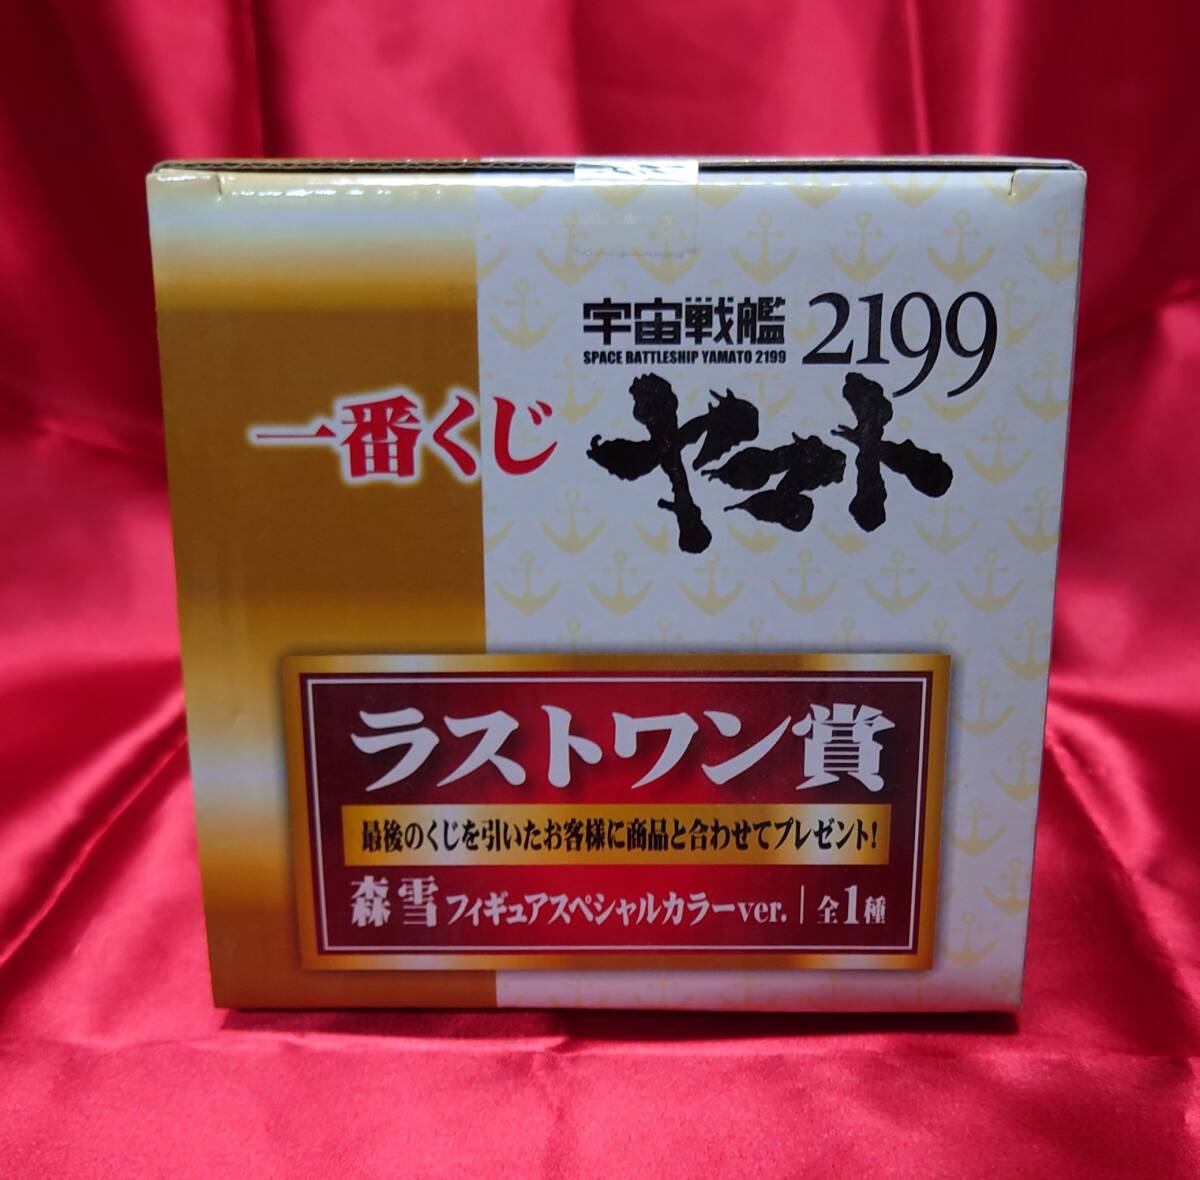 一番くじ
宇宙戦艦
SPACE BATTLESHIP YAMATO 2199
2199
ヤマト
ラストワン賞
最後のくじを引いたお客様に商品と合わせてプレゼント!
森 雪 フィギュアスペシャルカラーver.|全1種